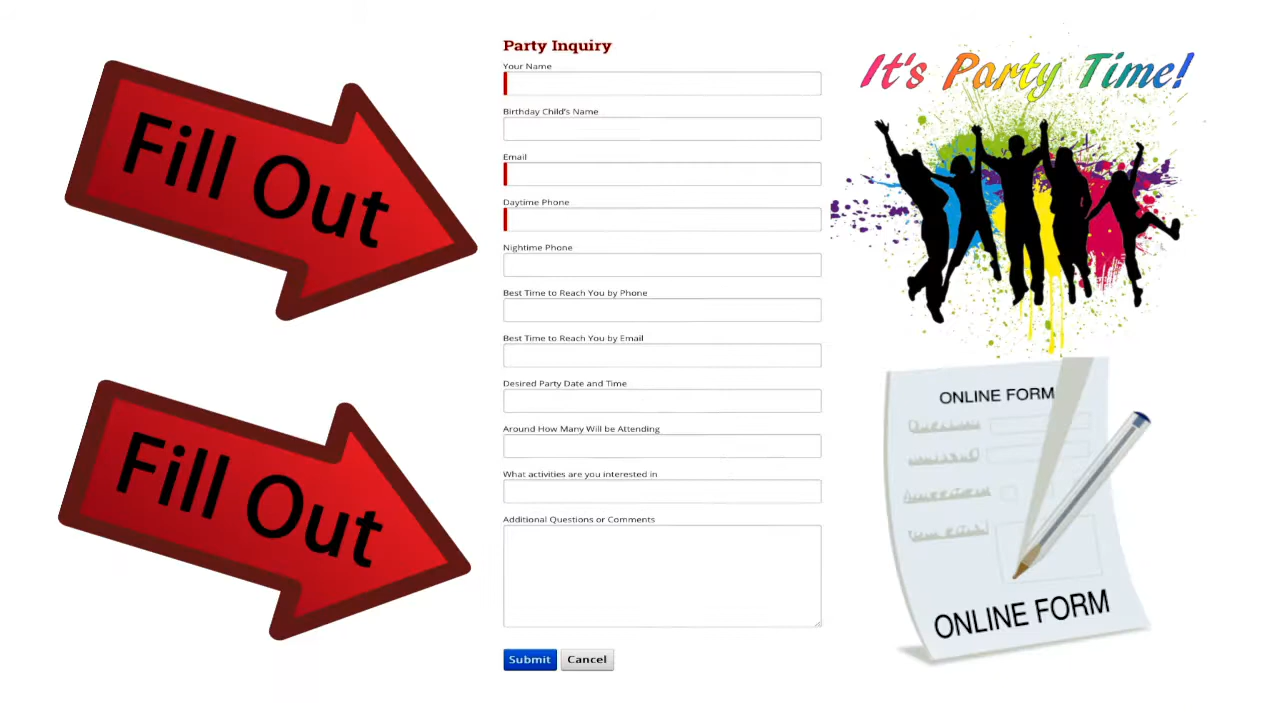 Fill Out
Fill Out
Party Inquiry
Your Name
Birthday Child's Name
Email
Daytime Phone
Nightime Phone
Best Time to Reach You by Phone
Best Time to Reach You by Email
Desired Party Date and Time
Around How Many Will be Attending
What activities are you interested in
Additional Questions or Comments
Submit Cancel
It's Party Time!
ONLINE FORM
ONLINE FORM